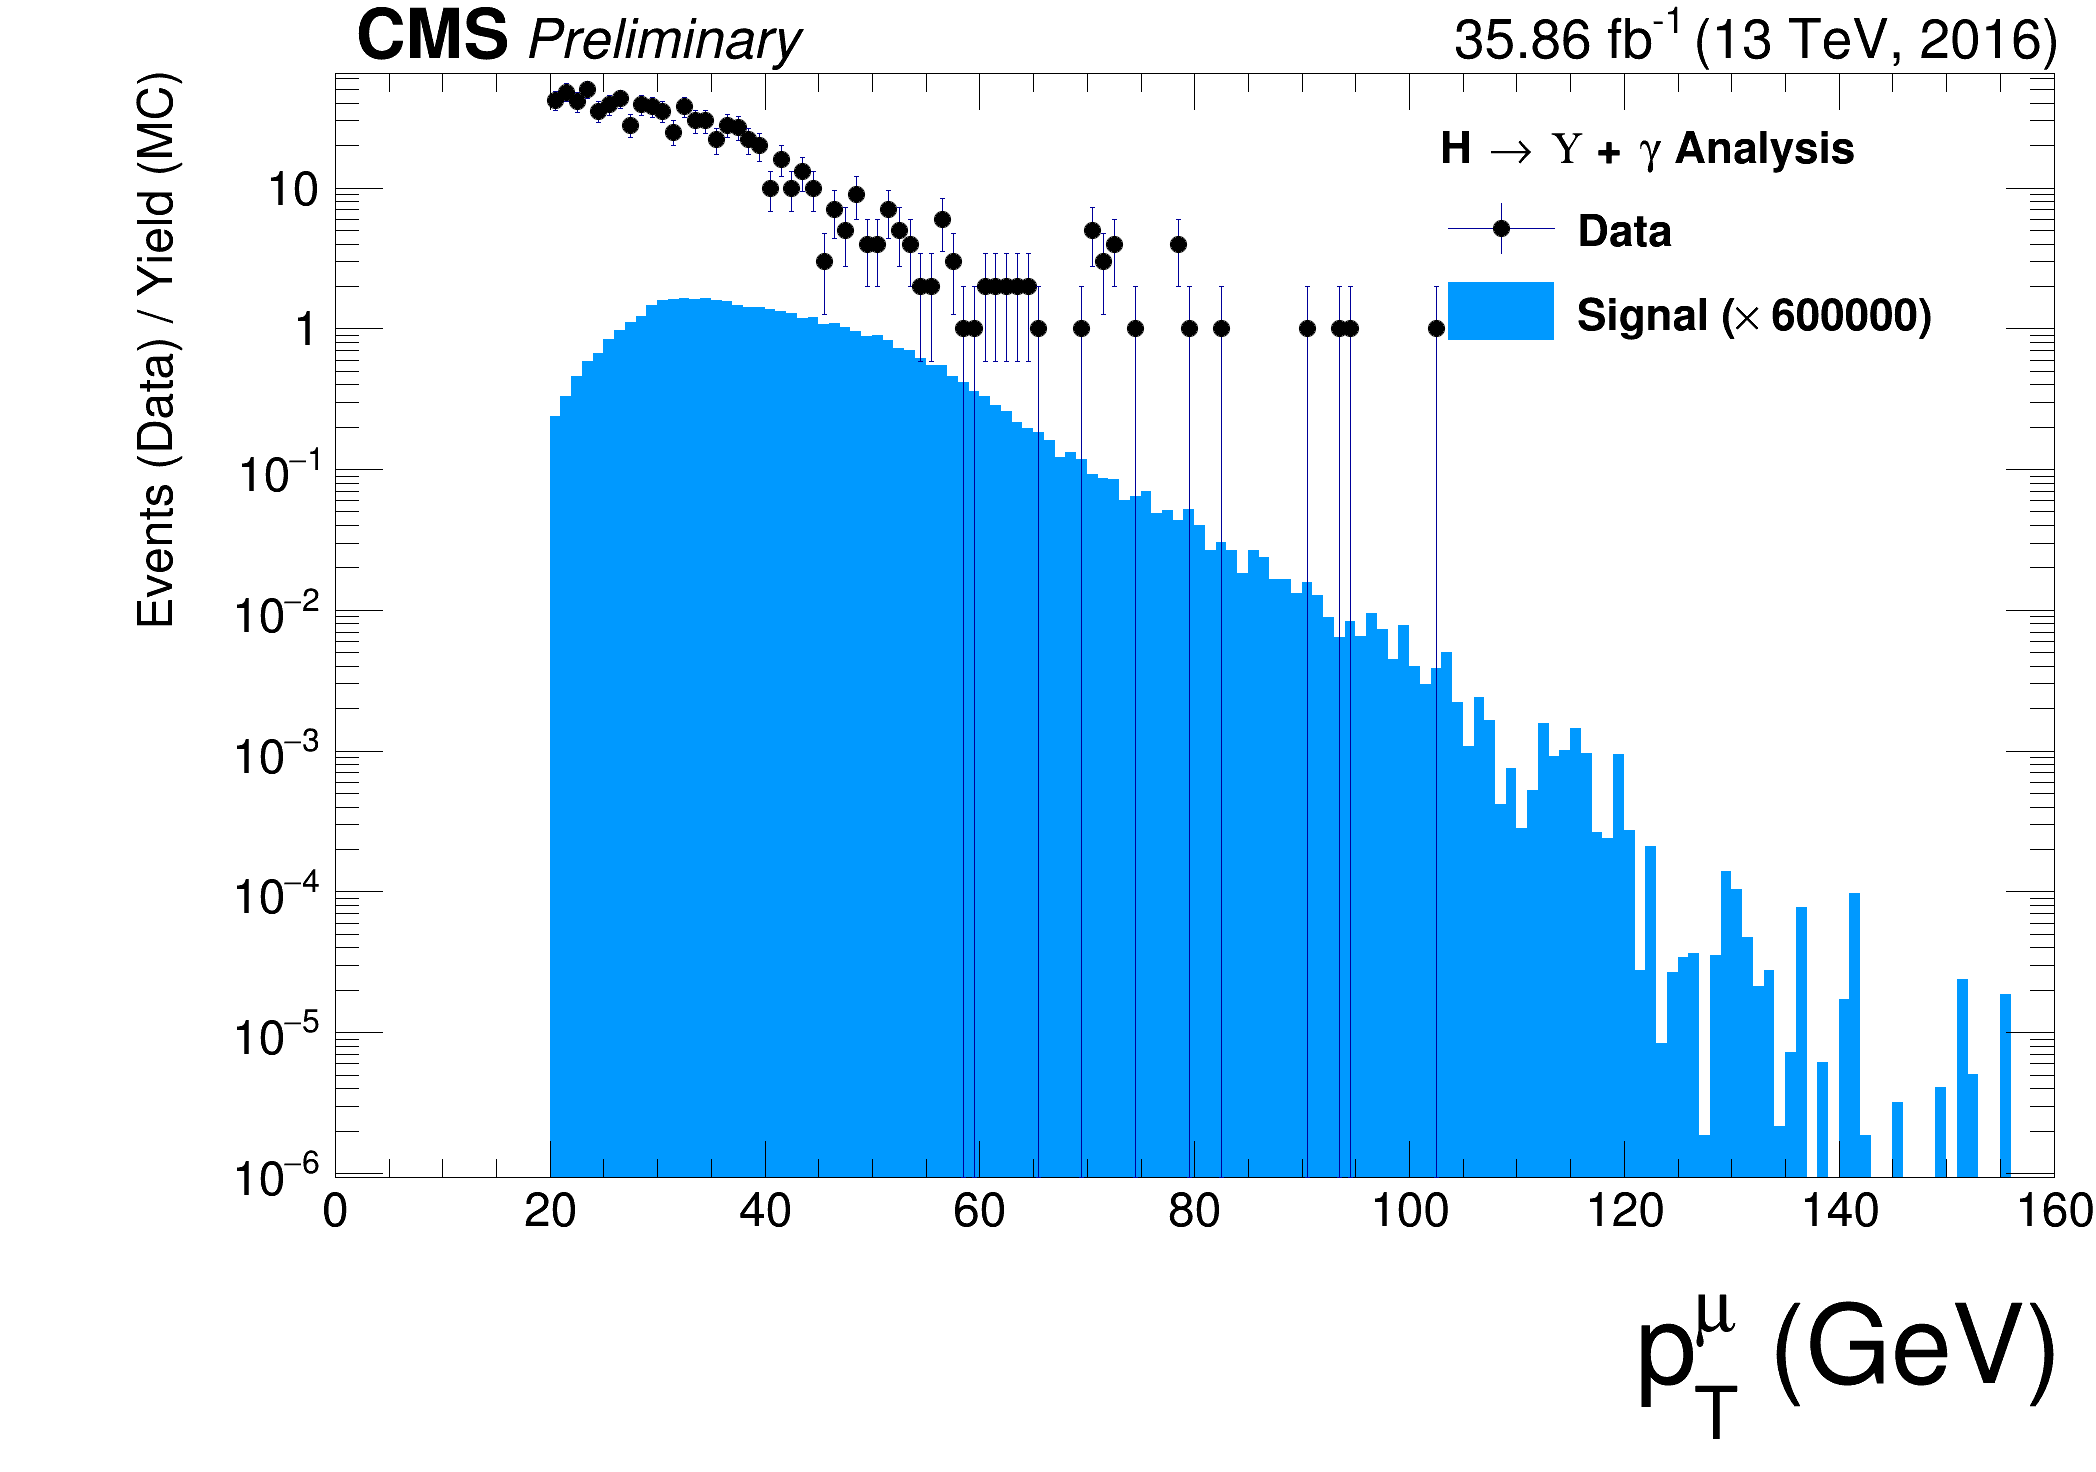 CMS Preliminary
35.86 fb⁻¹ (13 TeV, 2016)
Events (Data) / Yield (MC)
H → Υ + γ Analysis
Data
Signal (× 600000)
10
1
10⁻¹
10⁻²
10⁻³
10⁻⁴
10⁻⁵
10⁻⁶
0 20 40 60 80 100 120 140 160
p_T^μ (GeV)